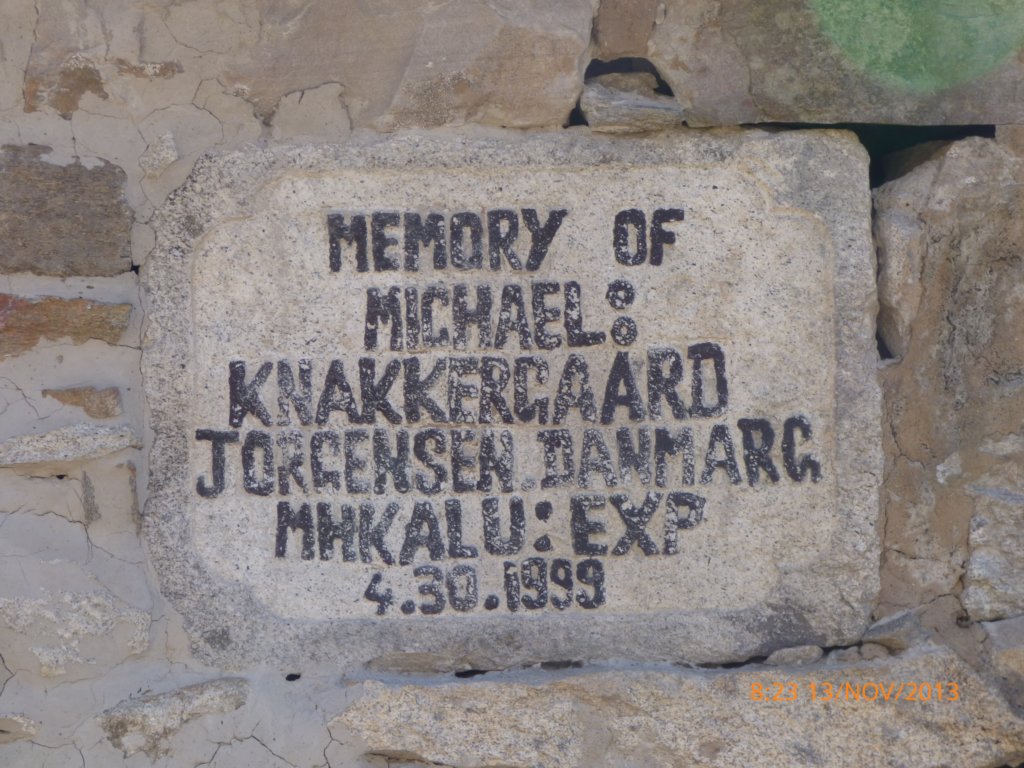 MEMORY OF
MICHAEL:
KNAKKERGAARD
JORGENSEN.DANMARG
MHKALU:EXP
4.30.1999
8:23 13/NOV/2013